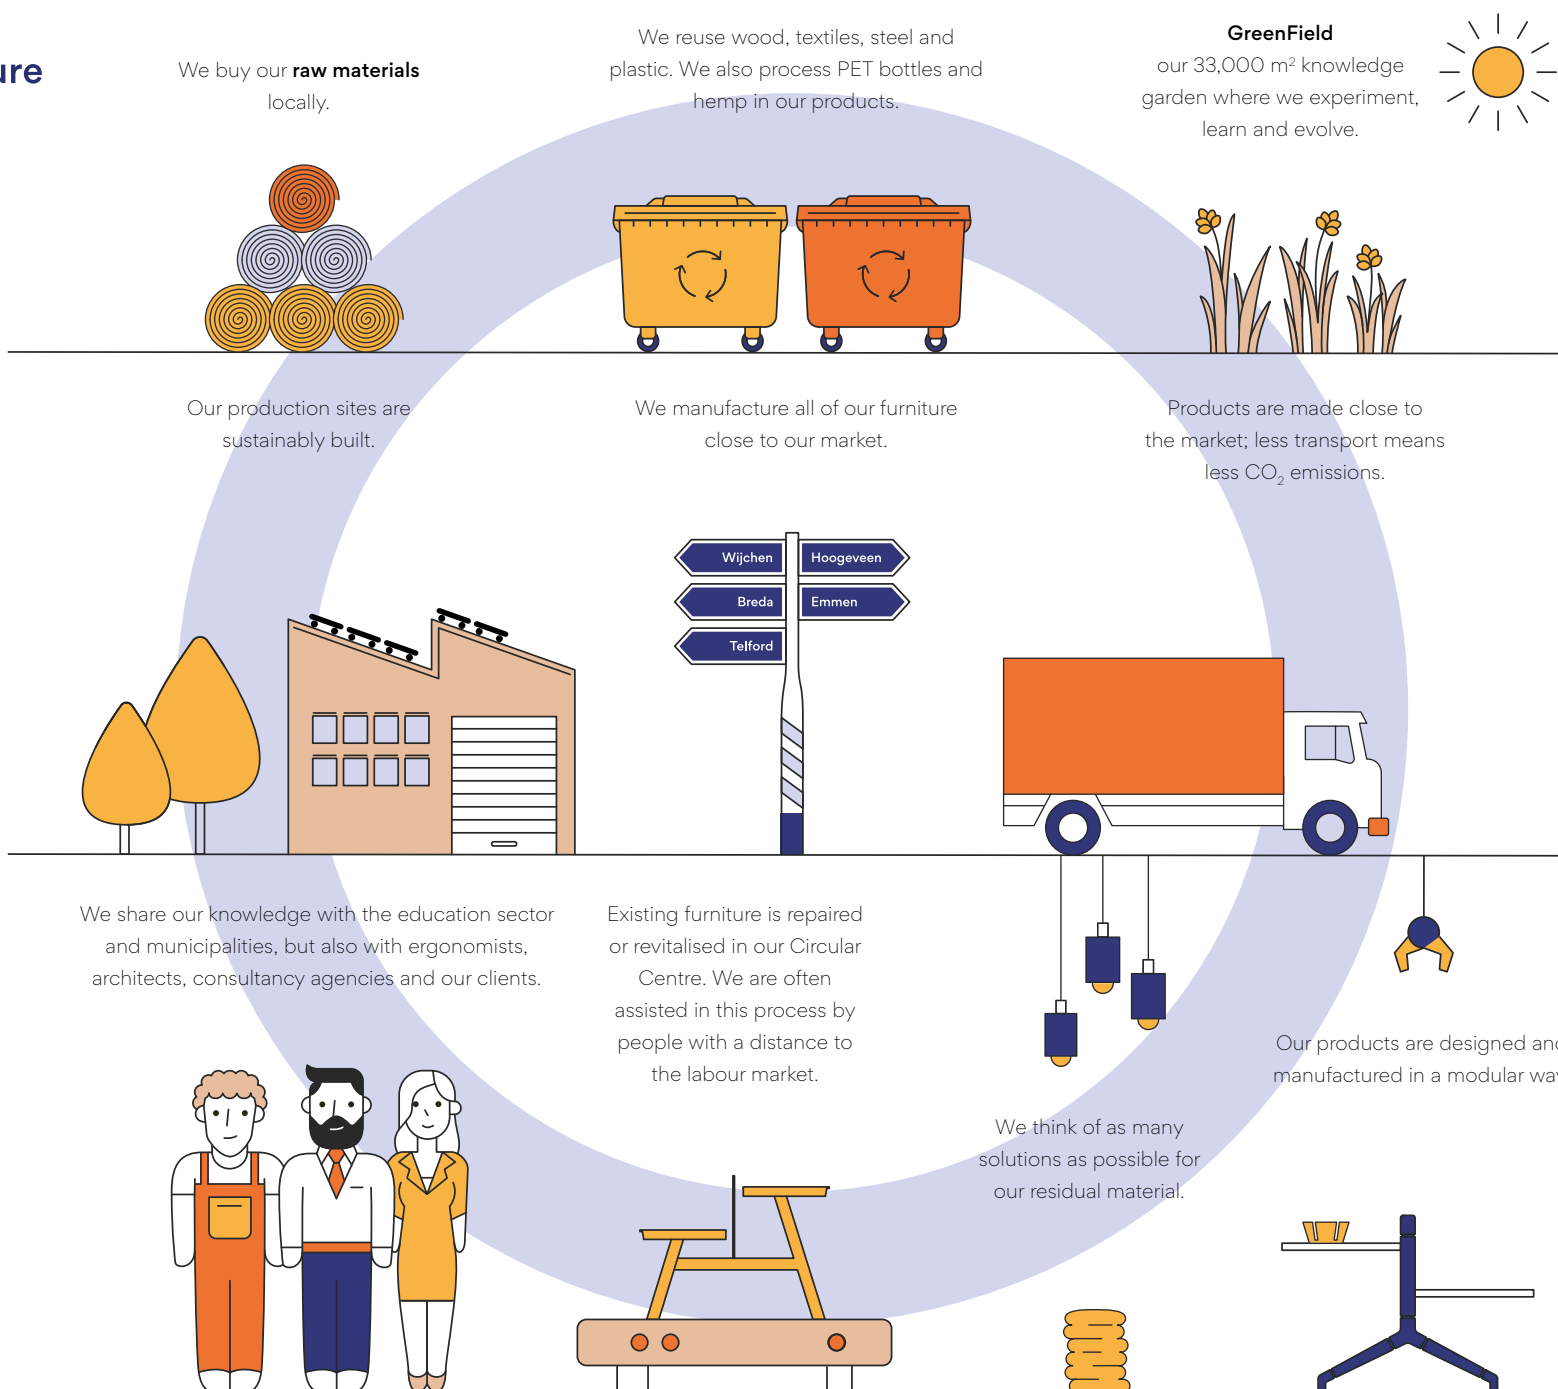 ure
We buy our raw materials
locally.
We reuse wood, textiles, steel and
plastic. We also process PET bottles and
hemp in our products.
GreenField
our 33,000 m² knowledge
garden where we experiment,
learn and evolve.
Our production sites are
sustainably built.
We manufacture all of our furniture
close to our market.
Products are made close to
the market; less transport means
less CO₂ emissions.
Wijchen
Hoogeveen
Breda
Emmen
Telford
We share our knowledge with the education sector
and municipalities, but also with ergonomists,
architects, consultancy agencies and our clients.
Existing furniture is repaired
or revitalised in our Circular
Centre. We are often
assisted in this process by
people with a distance to
the labour market.
We think of as many
solutions as possible for
our residual material.
Our products are designed and
manufactured in a modular way